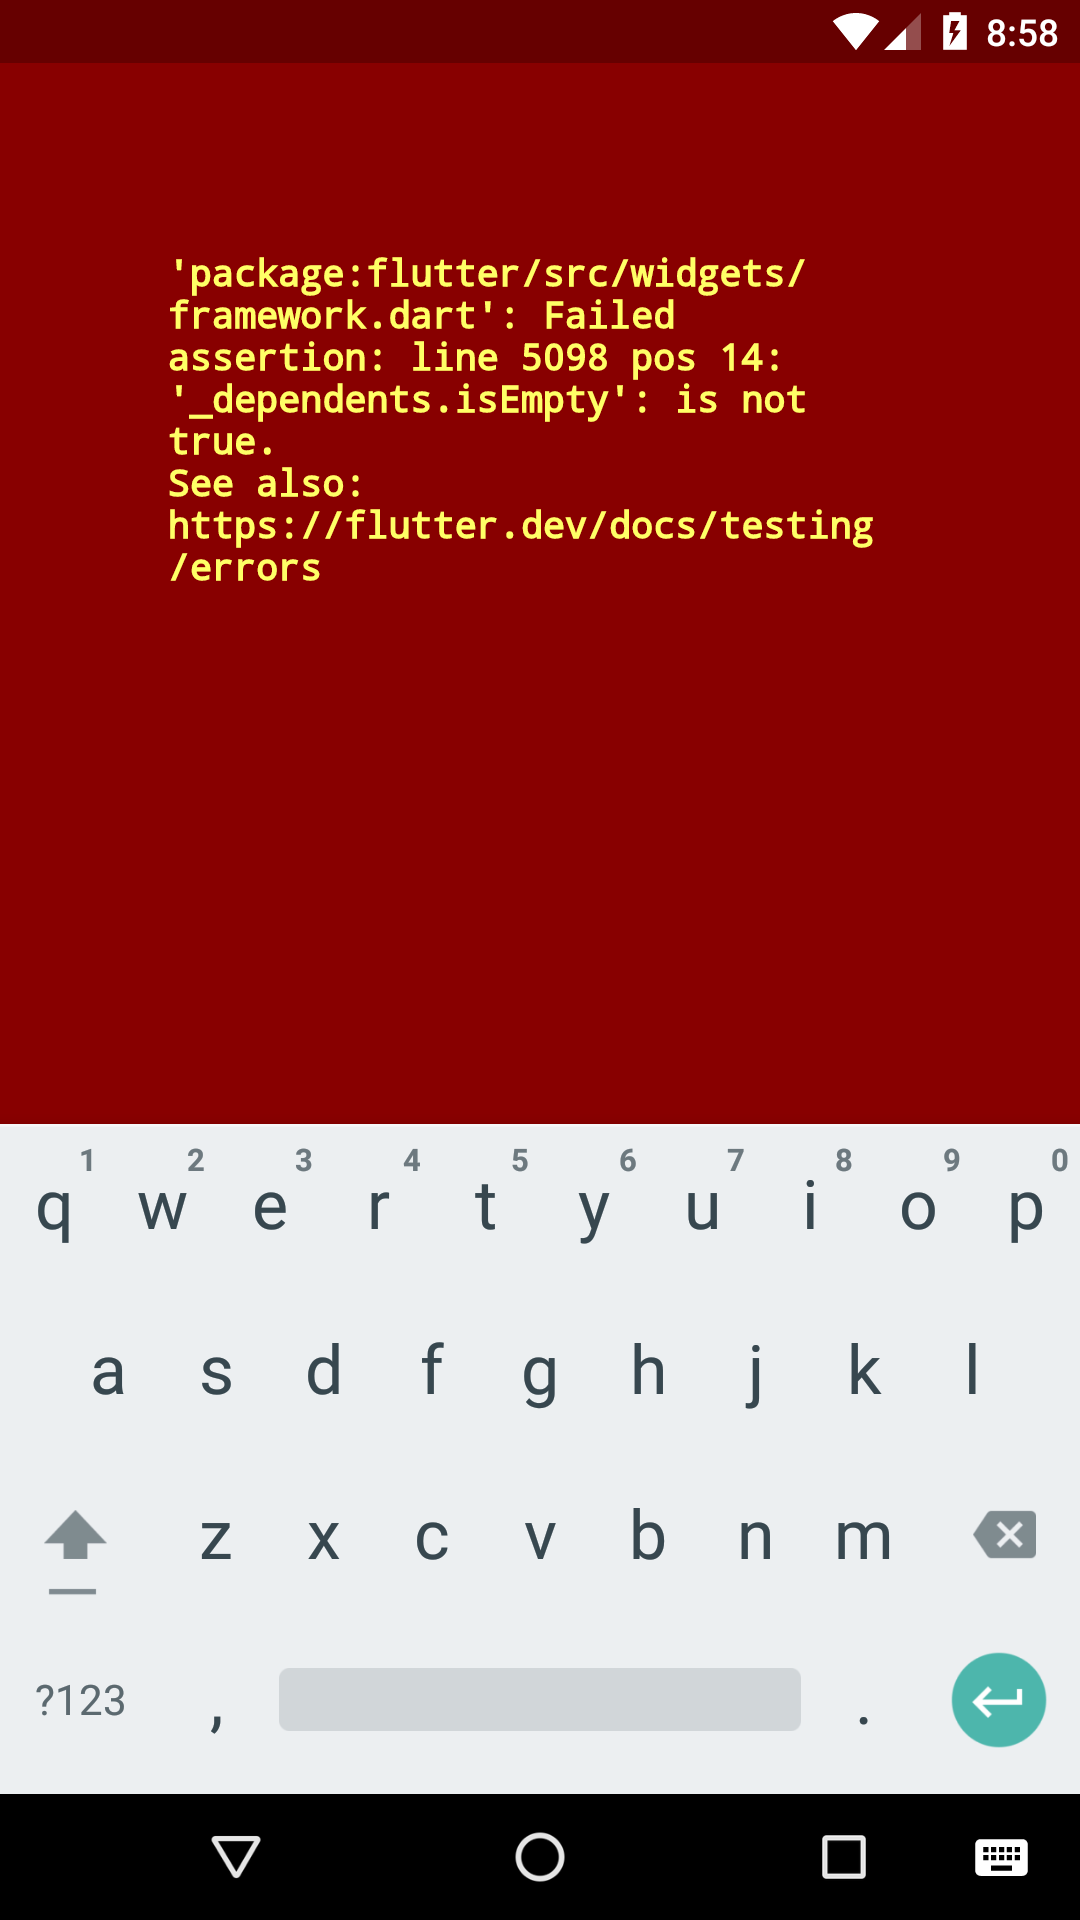 8:58
'package:flutter/src/widgets/
framework.dart': Failed
assertion: line 5098 pos 14:
'_dependents.isEmpty': is not
true.
See also:
https://flutter.dev/docs/testing
/errors
1 2 3 4 5 6 7 8 9 0
q w e r t y u i o p
a s d f g h j k l
z x c v b n m
?123 , .